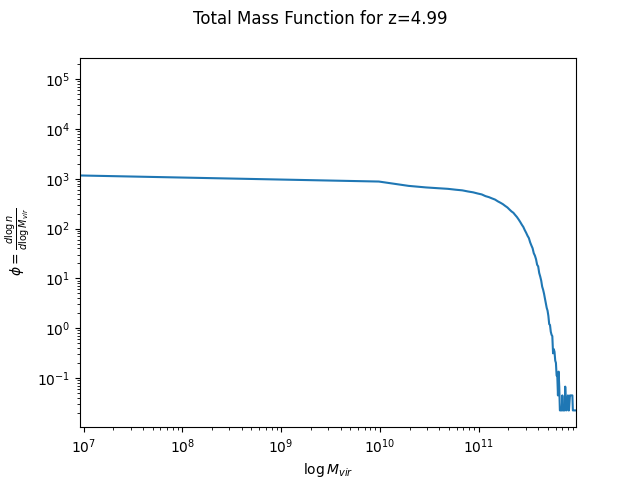 Total Mass Function for z=4.99
10⁵
10⁴
10³
10²
10¹
10⁰
10⁻¹
ϕ = d log n / d log M_vir
10⁷ 10⁸ 10⁹ 10¹⁰ 10¹¹
log M_vir